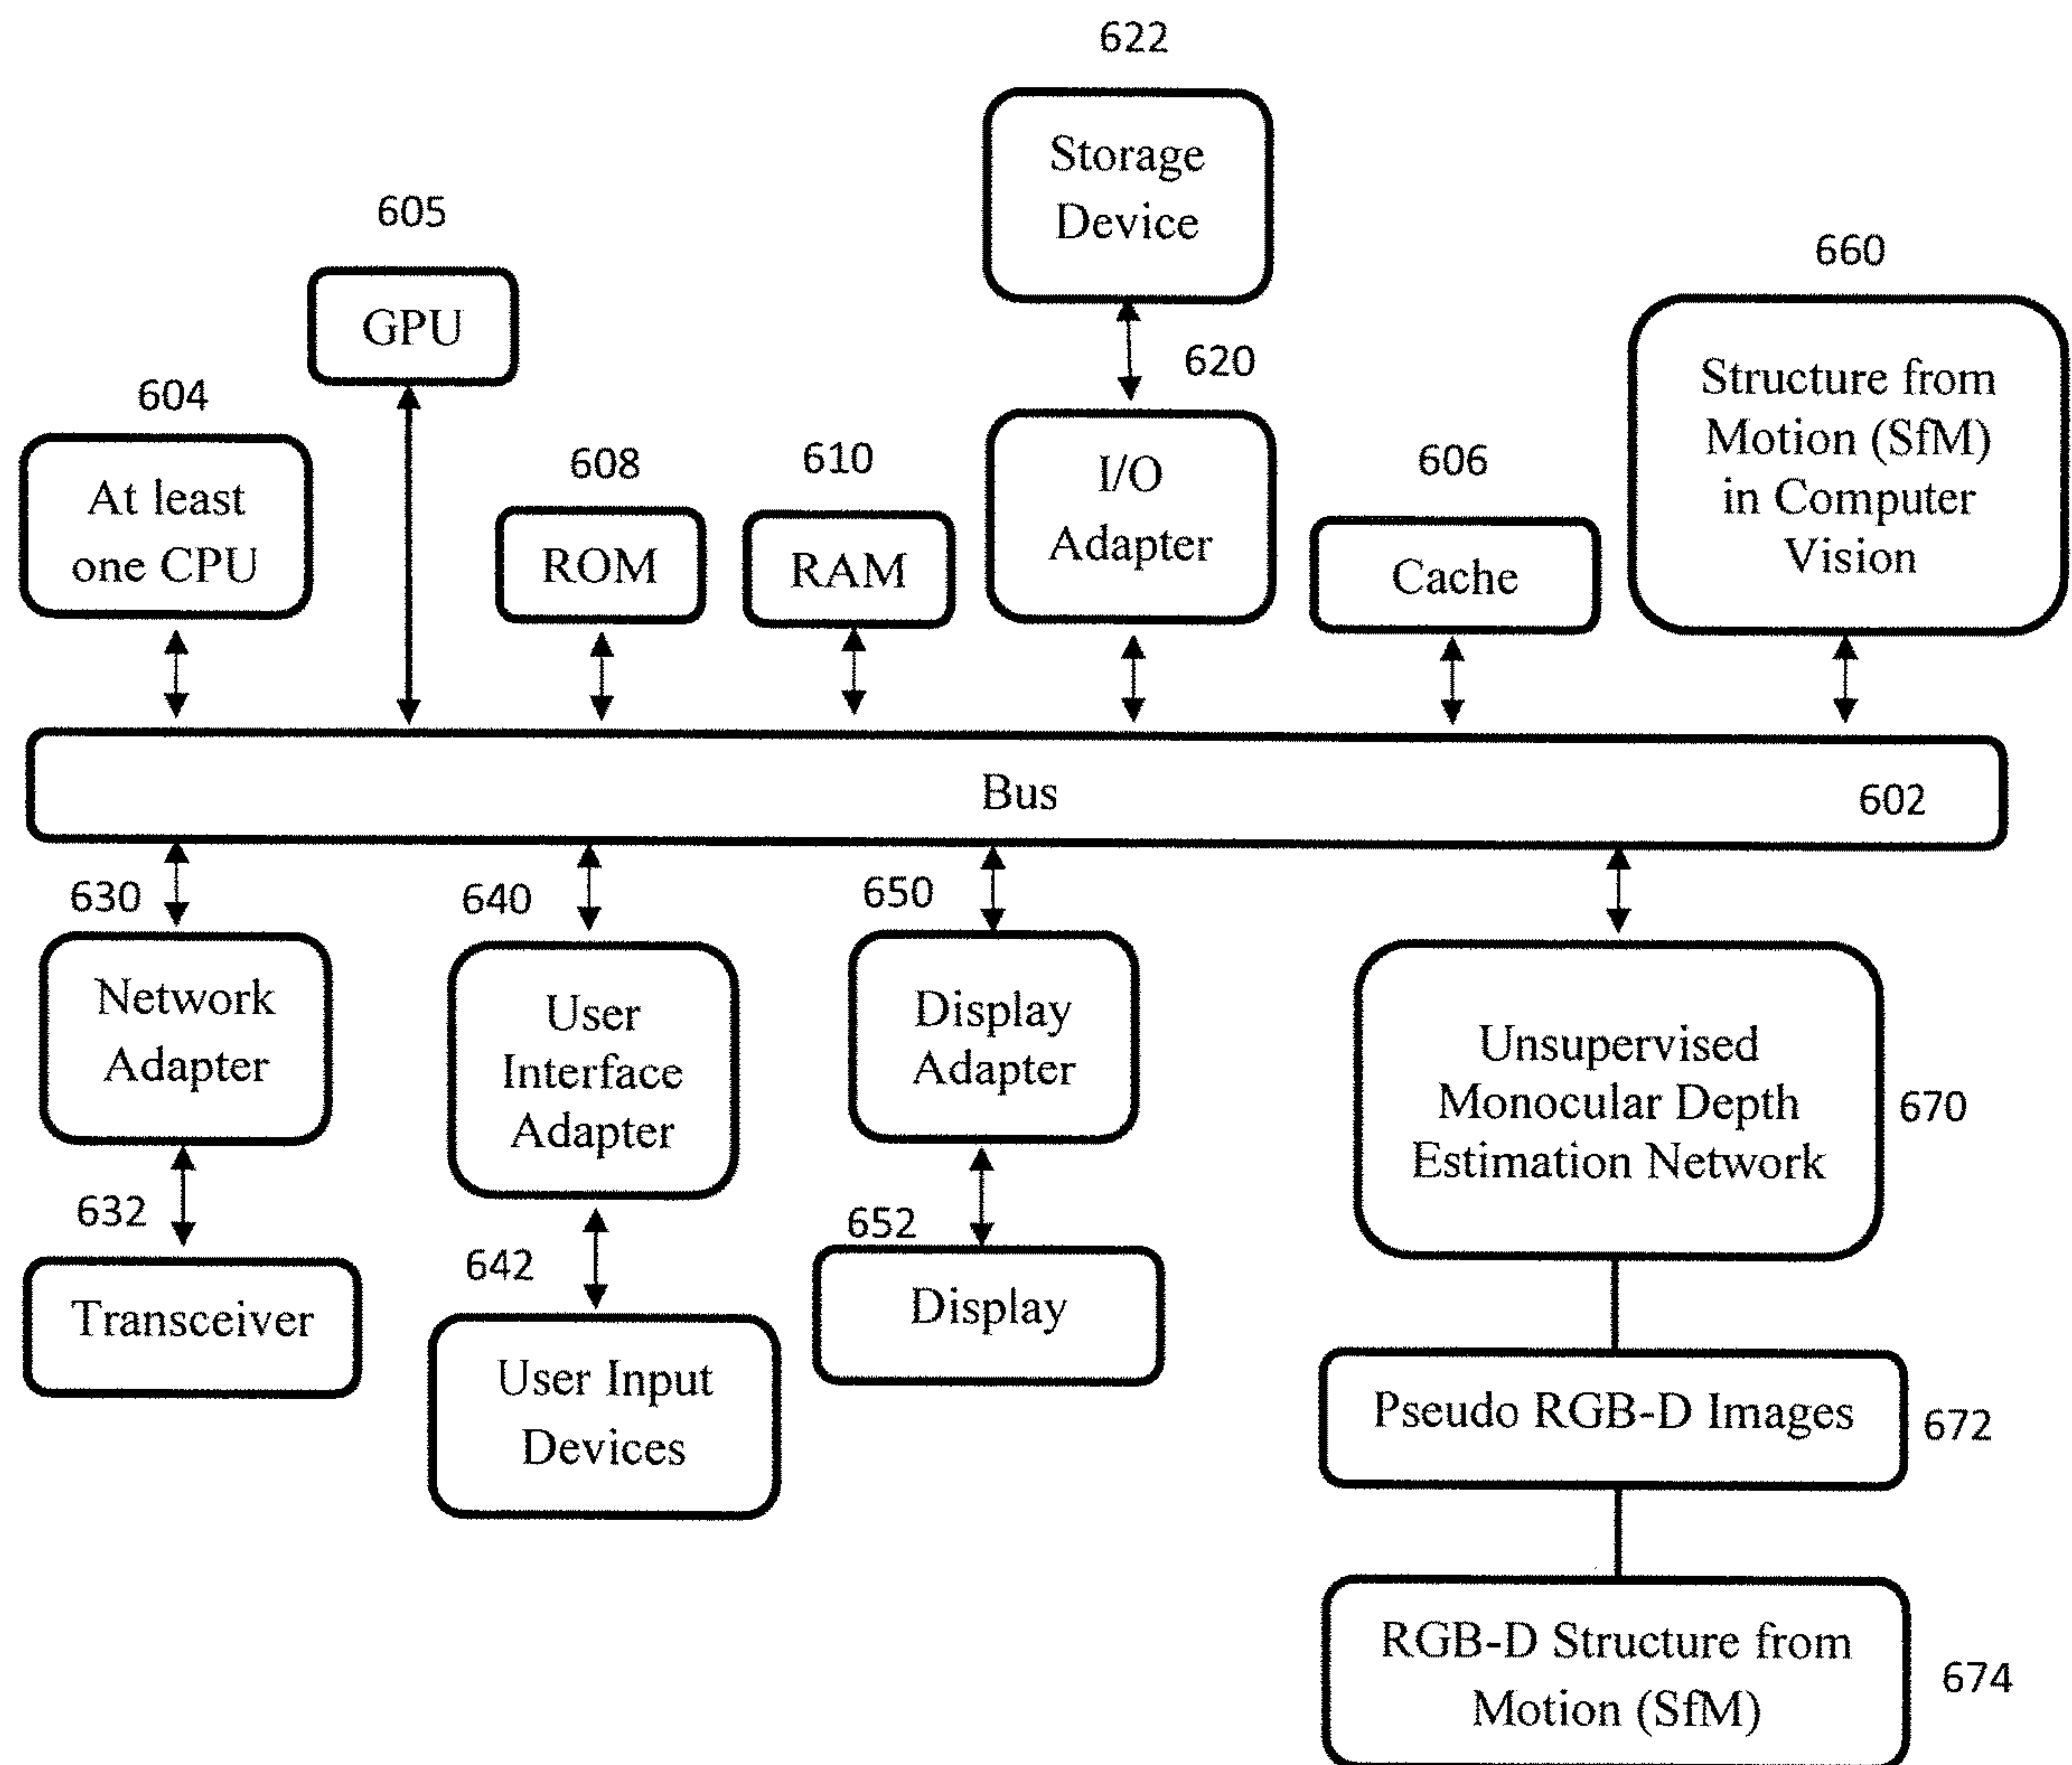 622
Storage
Device
605
GPU
660
Structure from
Motion (SfM)
in Computer
Vision
620
604
At least
one CPU
608
ROM
610
RAM
I/O
Adapter
606
Cache
Bus
602
630
Network
Adapter
640
User
Interface
Adapter
650
Display
Adapter
Unsupervised
Monocular Depth
Estimation Network
670
632
Transceiver
642
User Input
Devices
652
Display
Pseudo RGB-D Images
672
RGB-D Structure from
Motion (SfM)
674